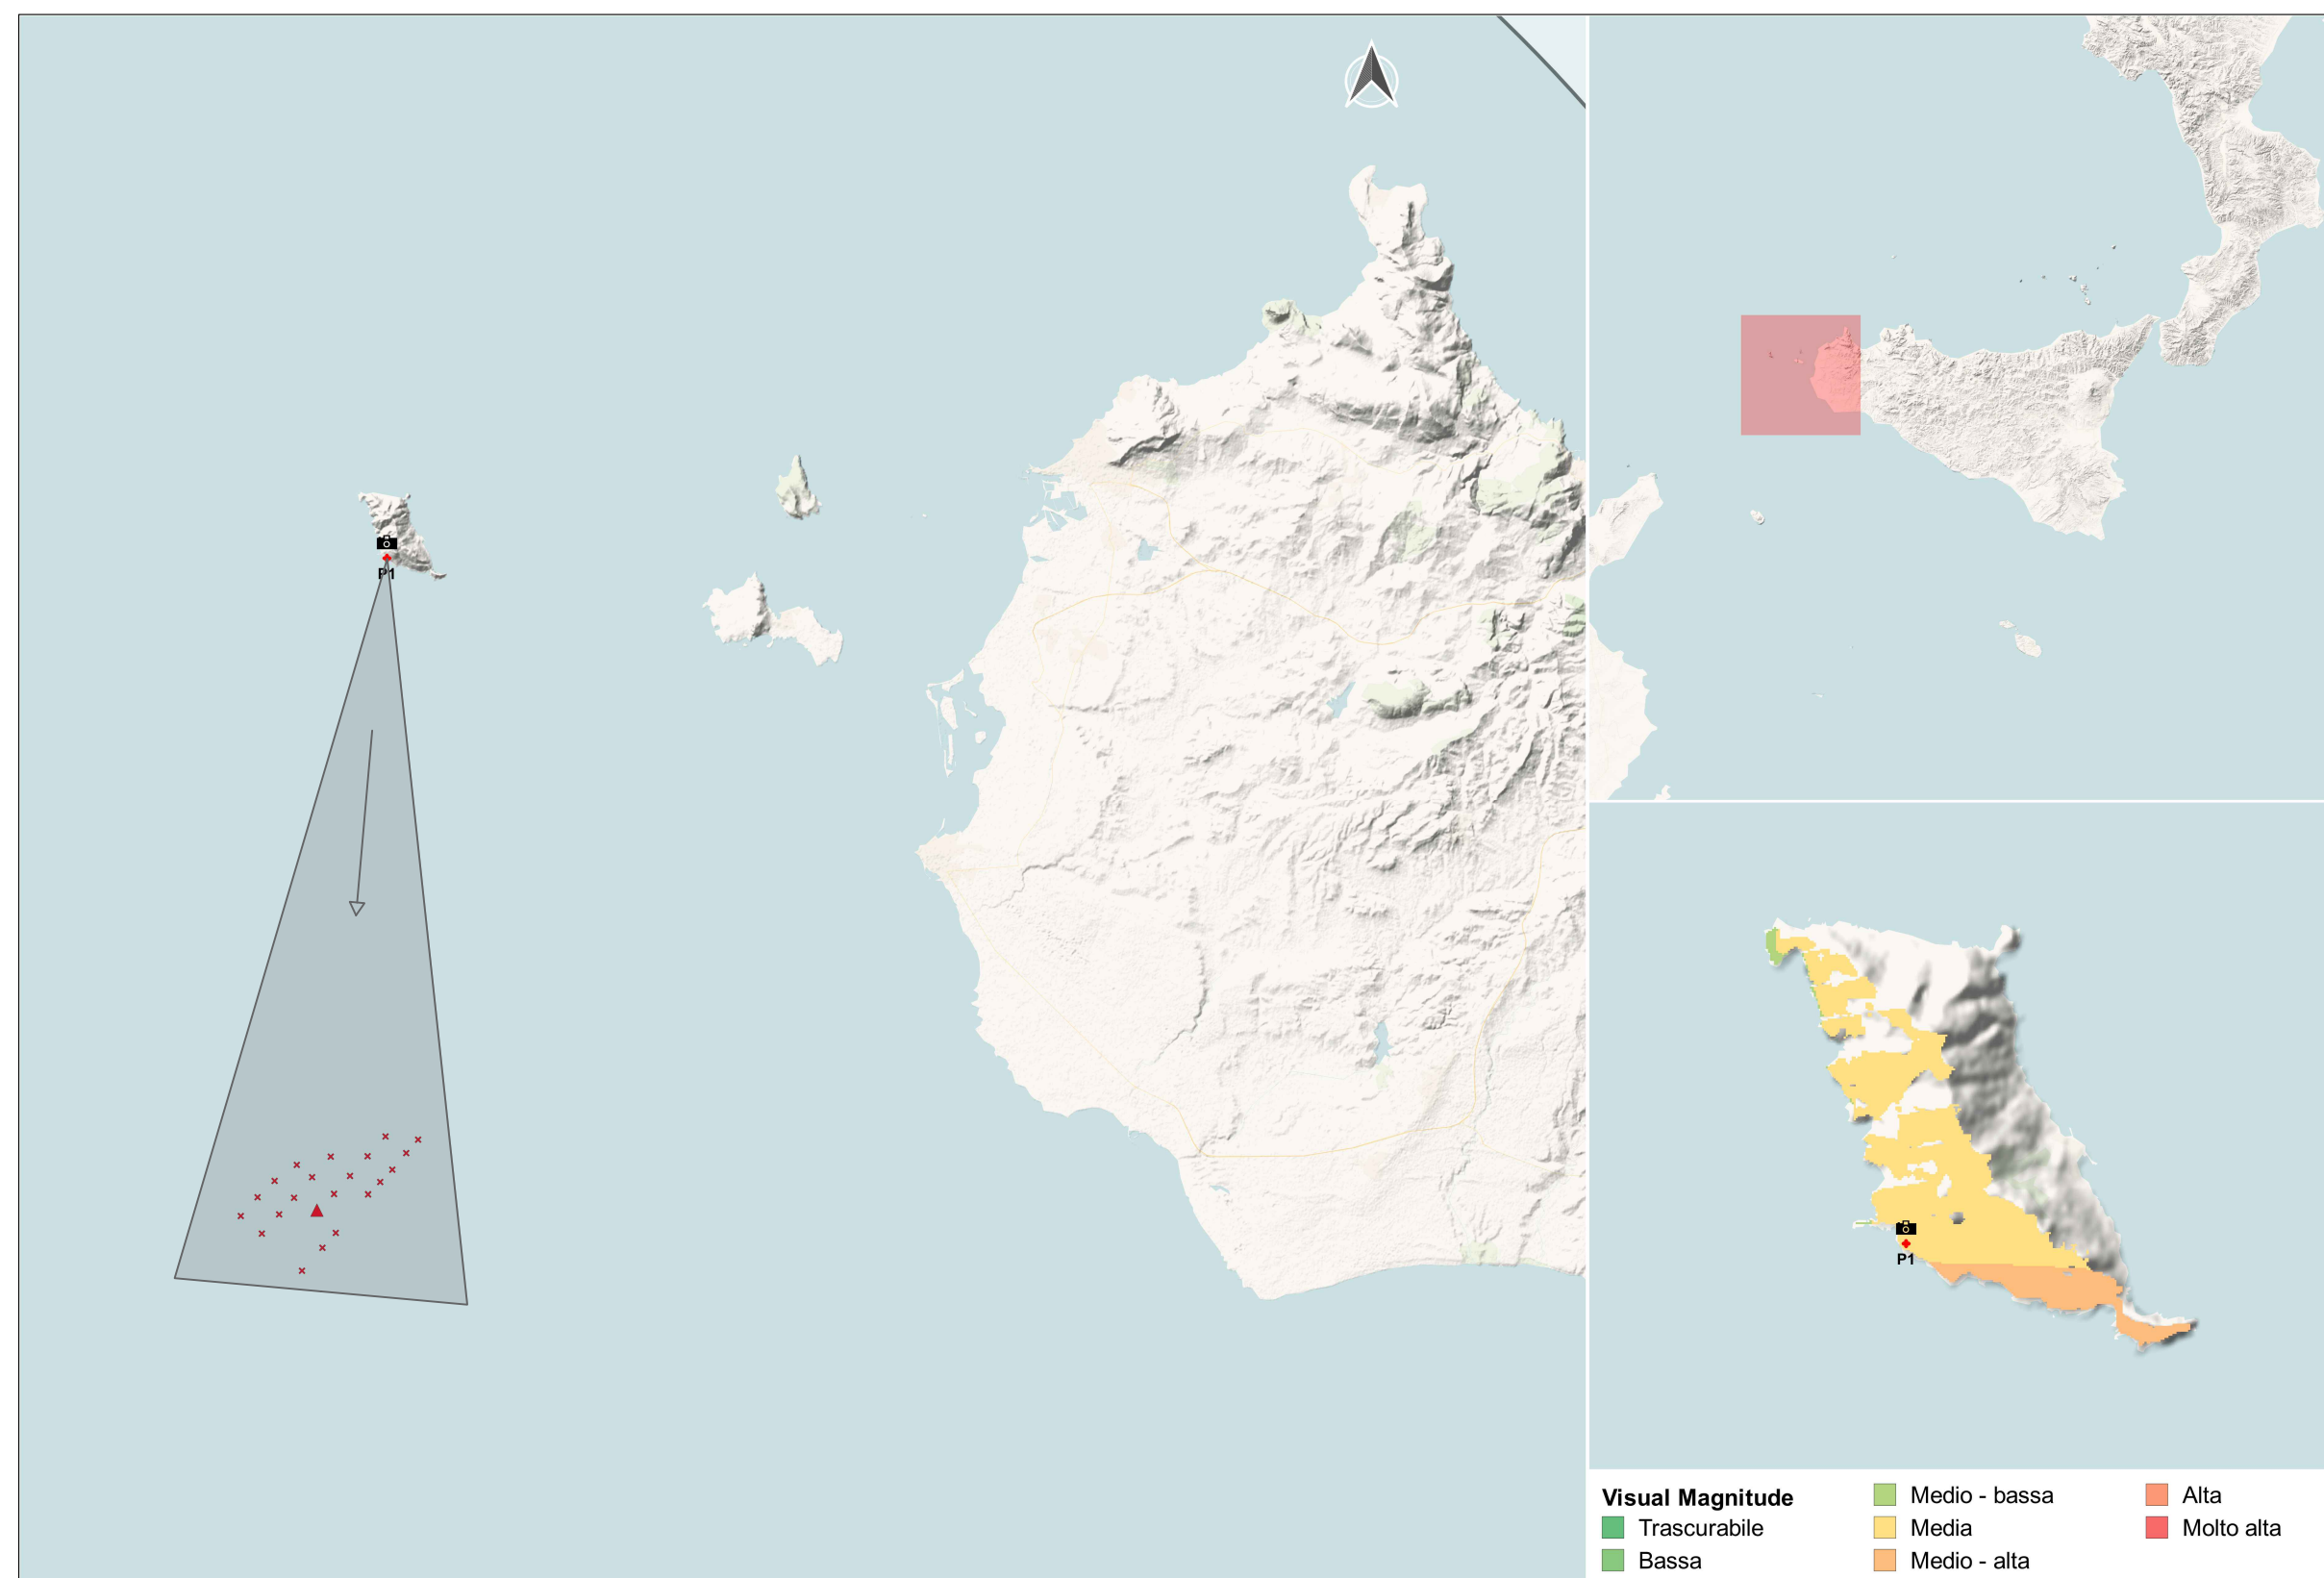 P1
P1
Visual Magnitude
Trascurabile
Bassa
Medio - bassa
Media
Medio - alta
Alta
Molto alta